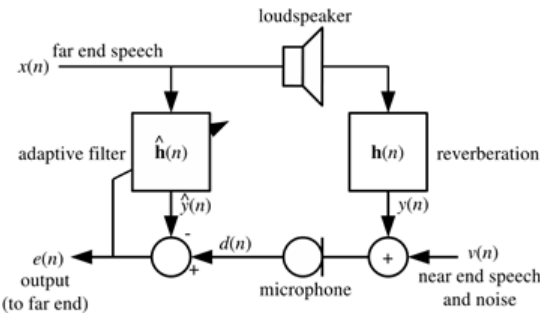 loudspeaker
far end speech
x(n)
adaptive filter
ĥ(n)
h(n)
reverberation
ŷ(n)
y(n)
-
+
d(n)
+
e(n)
output
(to far end)
microphone
v(n)
near end speech
and noise